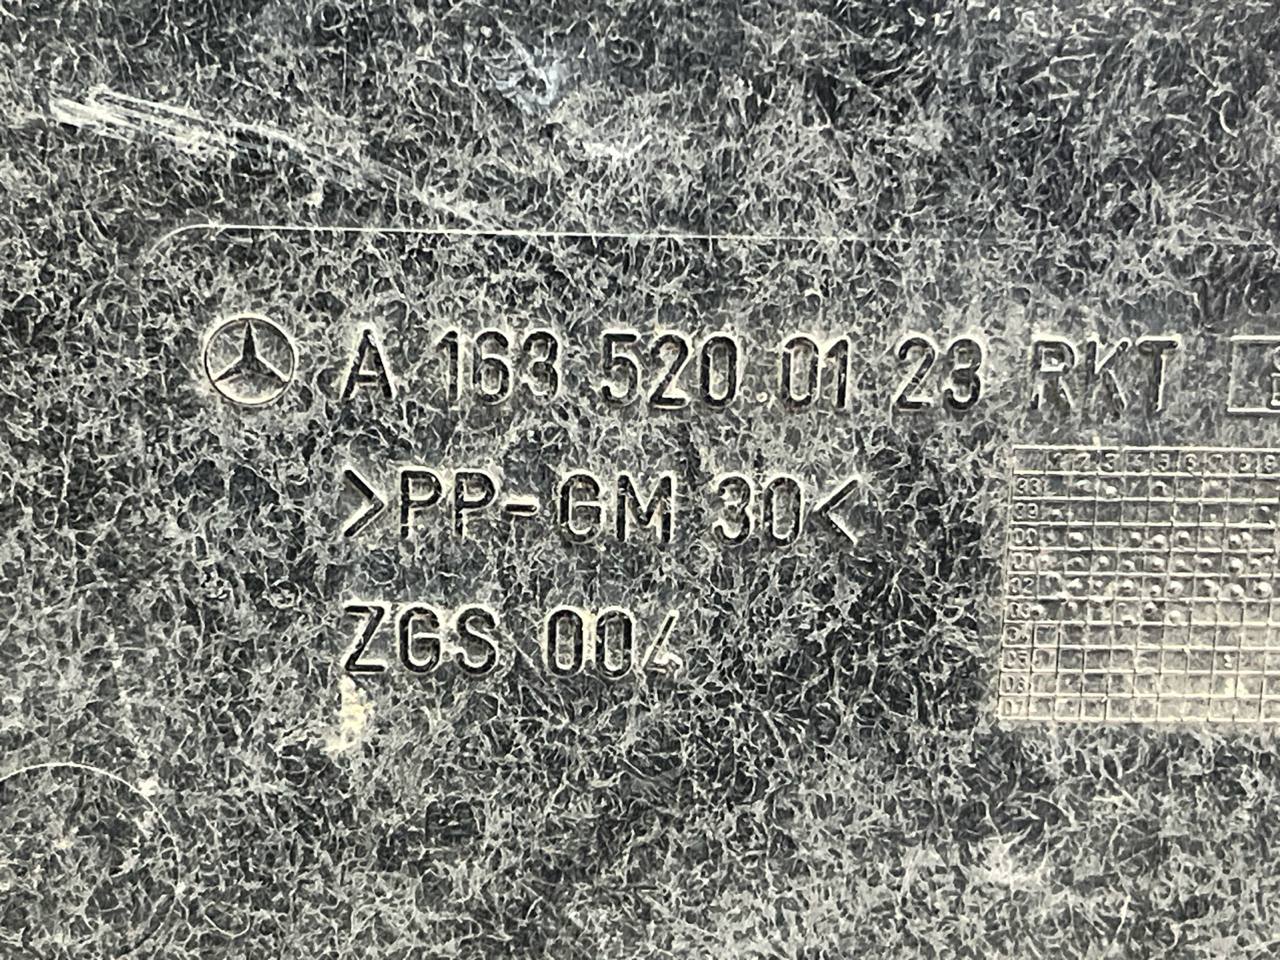 A 163 520.01 23 RKT
>PP-GM 30<
ZGS 004